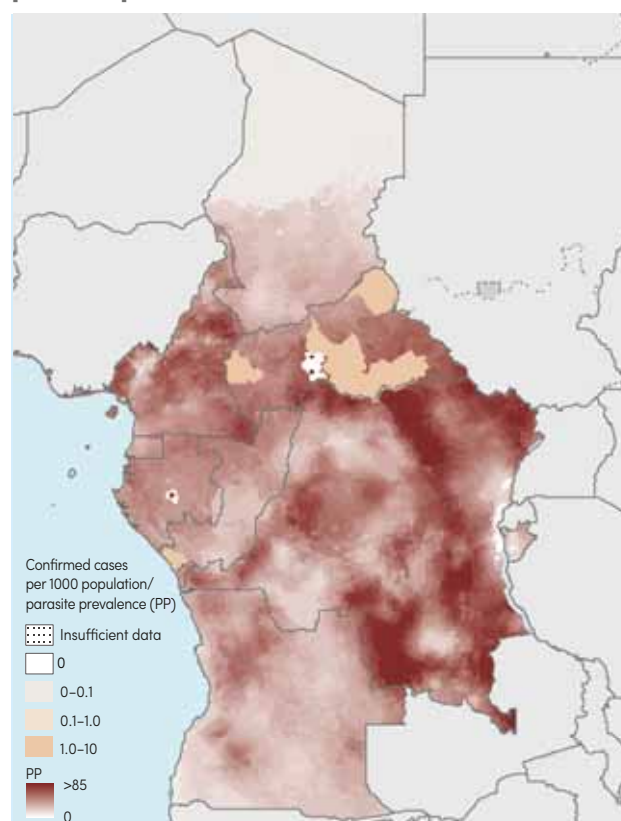 Confirmed cases
per 1000 population/
parasite prevalence (PP)
Insufficient data
0
0–0.1
0.1–1.0
1.0–10
PP
>85
0